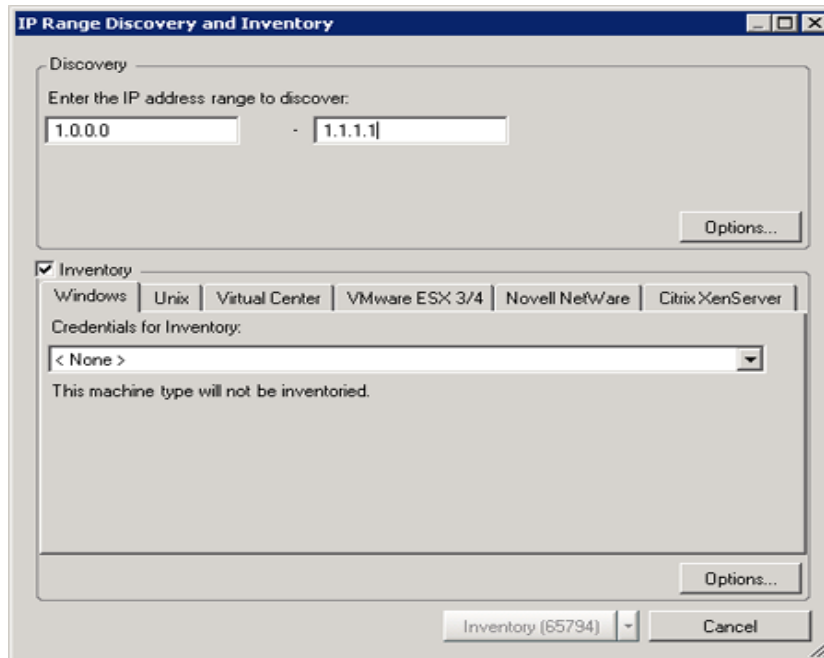 IP Range Discovery and Inventory
Discovery
Enter the IP address range to discover:
1.0.0.0 - 1.1.1.1
Options...
Inventory
Windows Unix Virtual Center VMware ESX 3/4 Novell NetWare Citrix XenServer
Credentials for Inventory:
< None >
This machine type will not be inventoried.
Options...
Inventory (65794) Cancel